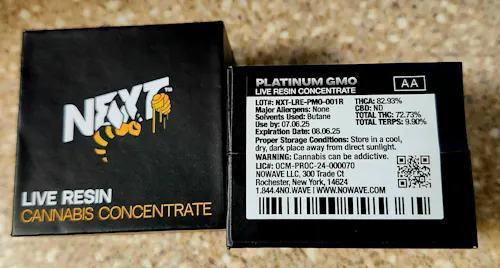 NEXT™
LIVE RESIN
CANNABIS CONCENTRATE
PLATINUM GMO
LIVE RESIN CONCENTRATE
AA
LOT#: NXT-LRE-PMO-001R
Major Allergens: None
Solvents Used: Butane
Use by: 07.06.25
Expiration Date: 08.06.25
THCA: 82.93%
CBD: ND
TOTAL THC: 72.73%
TOTAL TERPS: 9.90%
Proper Storage Conditions: Store in a cool,
dry, dark place away from direct sunlight.
WARNING: Cannabis can be addictive.
LIC#: OCM-PROC-24-000070
NOWAVE LLC, 300 Trade Ct
Rochester, New York, 14624
1.844.4NO.WAVE | WWW.NOWAVE.COM